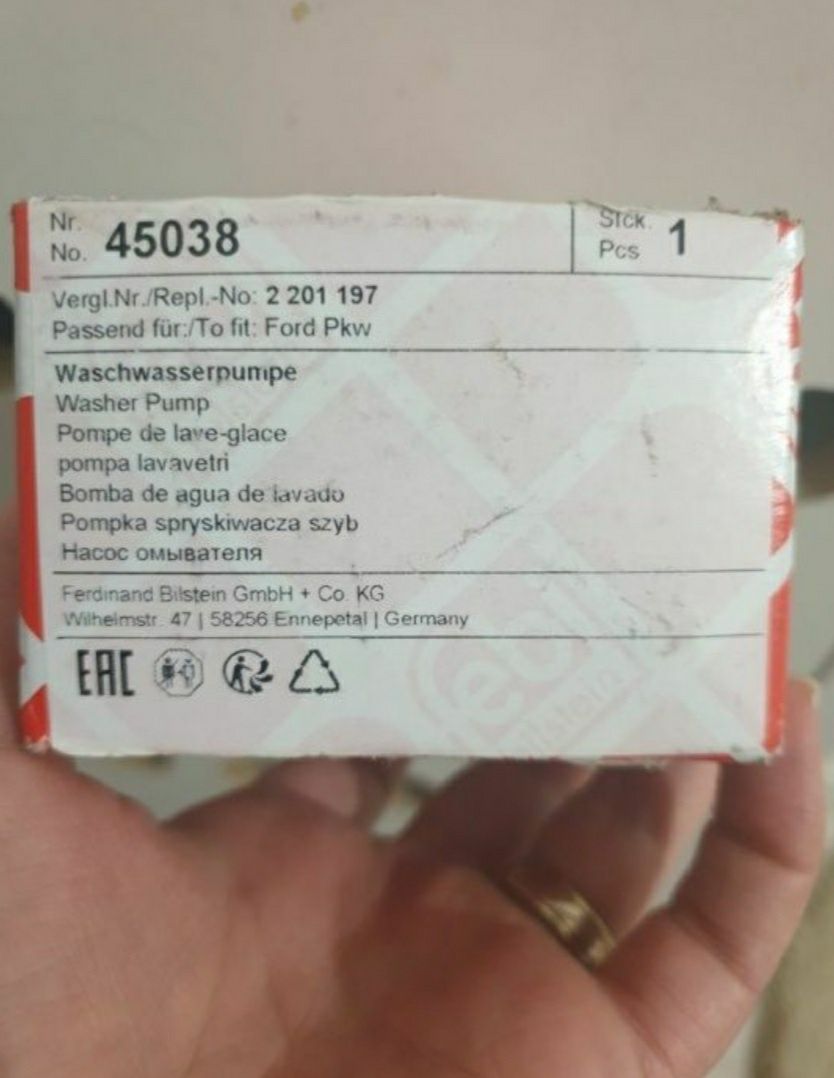 Nr.
No. 45038
Stck.
Pcs 1
Vergl.Nr./Repl.-No: 2 201 197
Passend für:/To fit: Ford Pkw
Waschwasserpumpe
Washer Pump
Pompe de lave-glace
pompa lavavetri
Bomba de agua de lavado
Pompka spryskiwacza szyb
Насос омывателя
Ferdinand Bilstein GmbH + Co. KG
Wilhelmstr. 47 | 58256 Ennepetal | Germany
EAC
bilstein